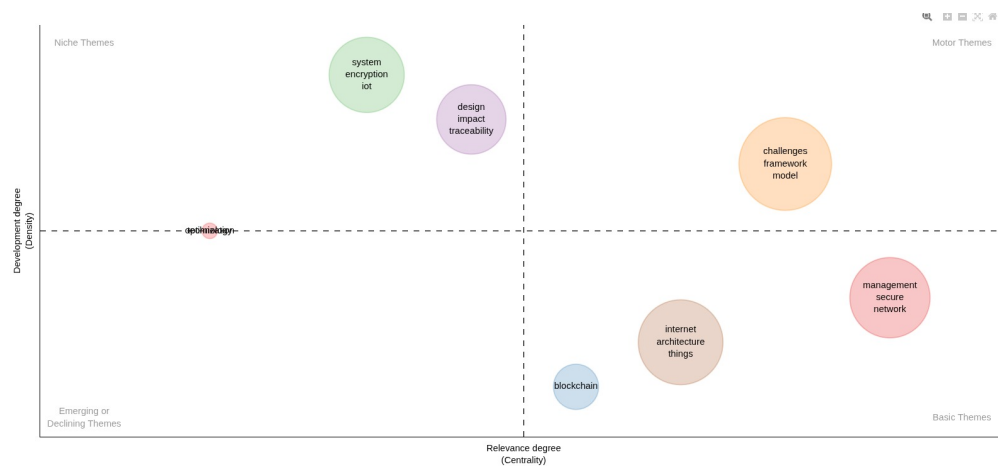 Niche Themes
Motor Themes
system
encryption
iot
design
impact
traceability
challenges
framework
model
Development degree
(Density)
management
secure
network
internet
architecture
things
blockchain
Emerging or
Declining Themes
Basic Themes
Relevance degree
(Centrality)